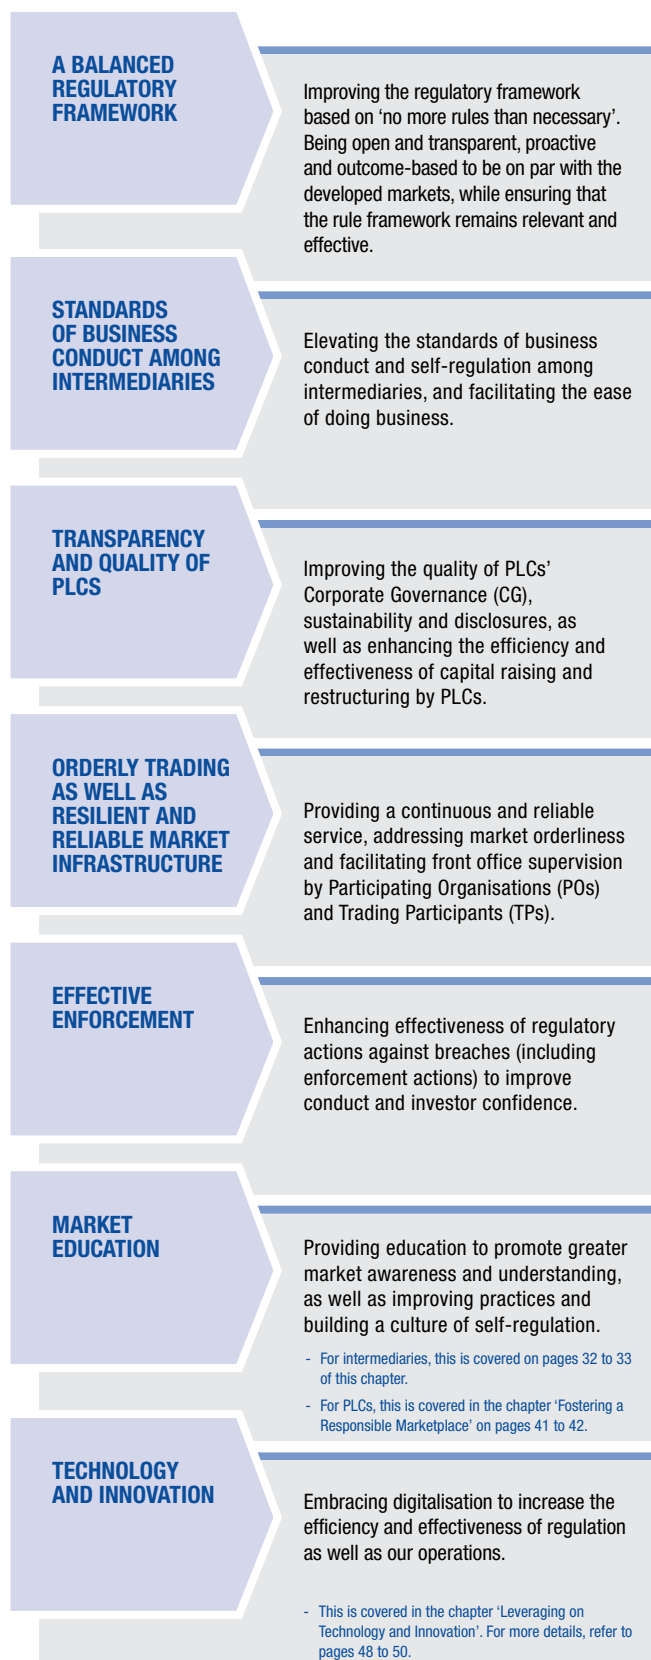 A BALANCED
REGULATORY
FRAMEWORK
Improving the regulatory framework
based on ‘no more rules than necessary’.
Being open and transparent, proactive
and outcome-based to be on par with the
developed markets, while ensuring that
the rule framework remains relevant and
effective.
STANDARDS
OF BUSINESS
CONDUCT AMONG
INTERMEDIARIES
Elevating the standards of business
conduct and self-regulation among
intermediaries, and facilitating the ease
of doing business.
TRANSPARENCY
AND QUALITY OF
PLCS
Improving the quality of PLCs’
Corporate Governance (CG),
sustainability and disclosures, as
well as enhancing the efficiency and
effectiveness of capital raising and
restructuring by PLCs.
ORDERLY TRADING
AS WELL AS
RESILIENT AND
RELIABLE MARKET
INFRASTRUCTURE
Providing a continuous and reliable
service, addressing market orderliness
and facilitating front office supervision
by Participating Organisations (POs)
and Trading Participants (TPs).
EFFECTIVE
ENFORCEMENT
Enhancing effectiveness of regulatory
actions against breaches (including
enforcement actions) to improve
conduct and investor confidence.
MARKET
EDUCATION
Providing education to promote greater
market awareness and understanding,
as well as improving practices and
building a culture of self-regulation.
- For intermediaries, this is covered on pages 32 to 33
of this chapter.
- For PLCs, this is covered in the chapter ‘Fostering a
Responsible Marketplace’ on pages 41 to 42.
TECHNOLOGY
AND INNOVATION
Embracing digitalisation to increase the
efficiency and effectiveness of regulation
as well as our operations.
- This is covered in the chapter ‘Leveraging on
Technology and Innovation’. For more details, refer to
pages 48 to 50.